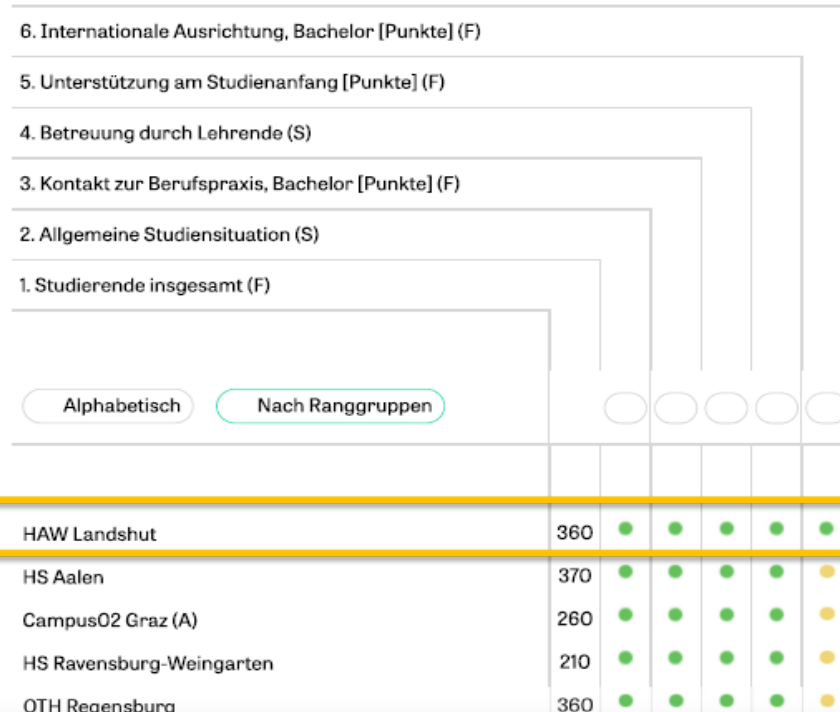 6. Internationale Ausrichtung, Bachelor [Punkte] (F)
5. Unterstützung am Studienanfang [Punkte] (F)
4. Betreuung durch Lehrende (S)
3. Kontakt zur Berufspraxis, Bachelor [Punkte] (F)
2. Allgemeine Studiensituation (S)
1. Studierende insgesamt (F)
Alphabetisch Nach Ranggruppen
HAW Landshut 360
HS Aalen 370
Campus02 Graz (A) 260
HS Ravensburg-Weingarten 210
OTH Regensburg 360